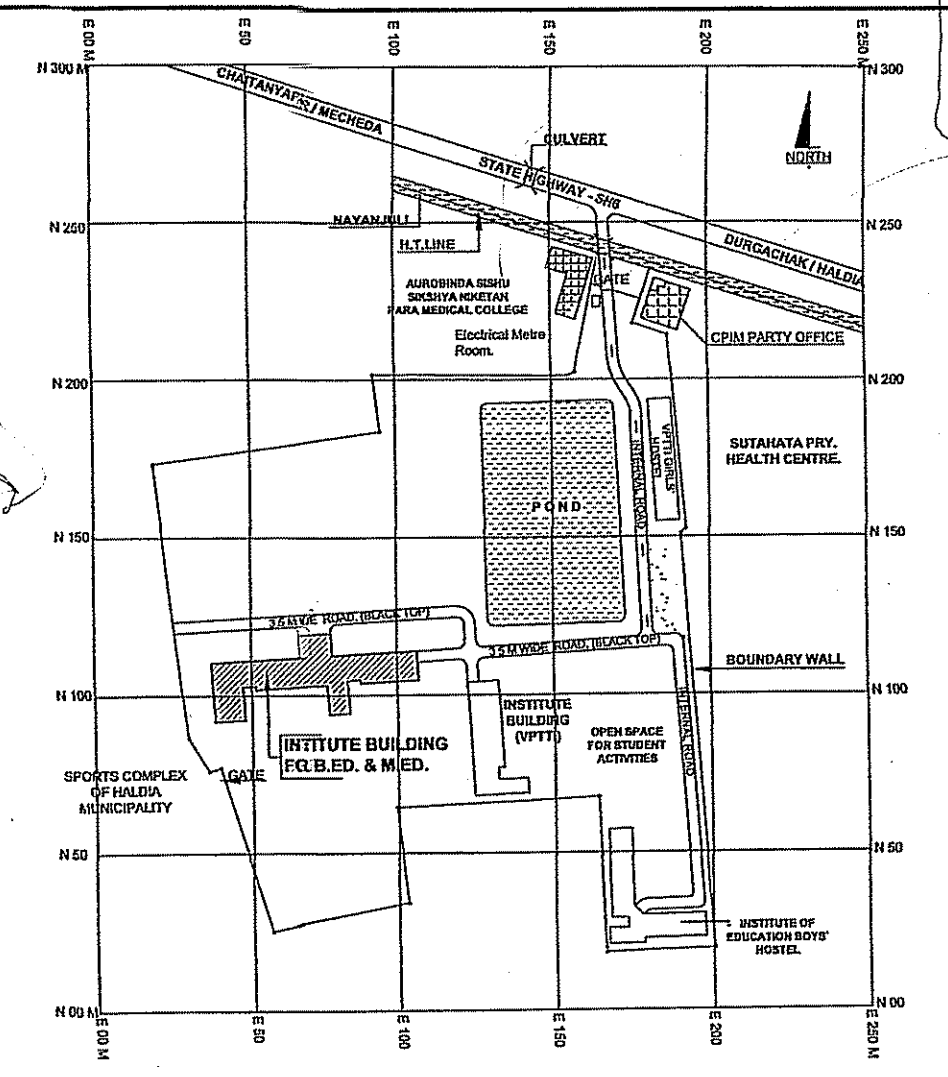 E 00 M
E 50
E 100
E 150
E 200
E 250 M
N 300 M
N 300
CHAITANYAPUR / MECHEDA
CULVERT
STATE HIGHWAY - SH6
NORTH
N 250
NAYANJULI
N 250
H.T.LINE
DURGACHAK / HALDIA
AUROBINDA SISHU
SIKSHYA NIKETAN
PARA MEDICAL COLLEGE
GATE
Electrical Metre
Room.
CPIM PARTY OFFICE
N 200
N 200
VPTTI GIRLS'
HOSTEL
SUTAHATA PRY.
HEALTH CENTRE.
INTERNAL ROAD
POND
N 150
N 150
3.5 M WIDE ROAD. (BLACK TOP)
3.5 M WIDE ROAD. (BLACK TOP)
BOUNDARY WALL
N 100
N 100
INSTITUTE
BUILDING
(VPTTI)
INTERNAL ROAD
OPEN SPACE
FOR STUDENT
ACTIVITIES
INTITUTE BUILDING
FOR B.ED. & M.ED.
SPORTS COMPLEX
OF HALDIA
MUNICIPALITY
GATE
N 50
N 50
INSTITUTE OF
EDUCATION BOYS'
HOSTEL
N 00 M
N 00
E 00 M
E 50
E 100
E 150
E 200
E 250 M